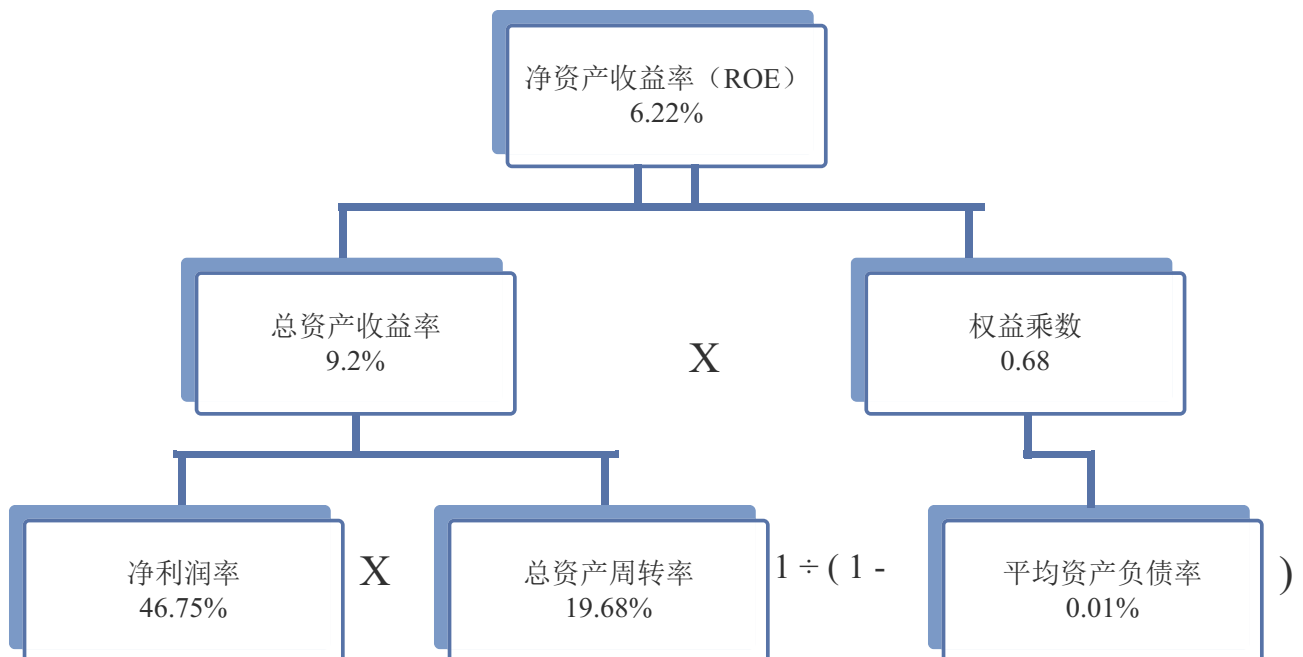 净资产收益率（ROE）
6.22%
总资产收益率
9.2%
X
权益乘数
0.68
净利润率
46.75%
X
总资产周转率
19.68%
1 ÷ ( 1 -
平均资产负债率
0.01%
)